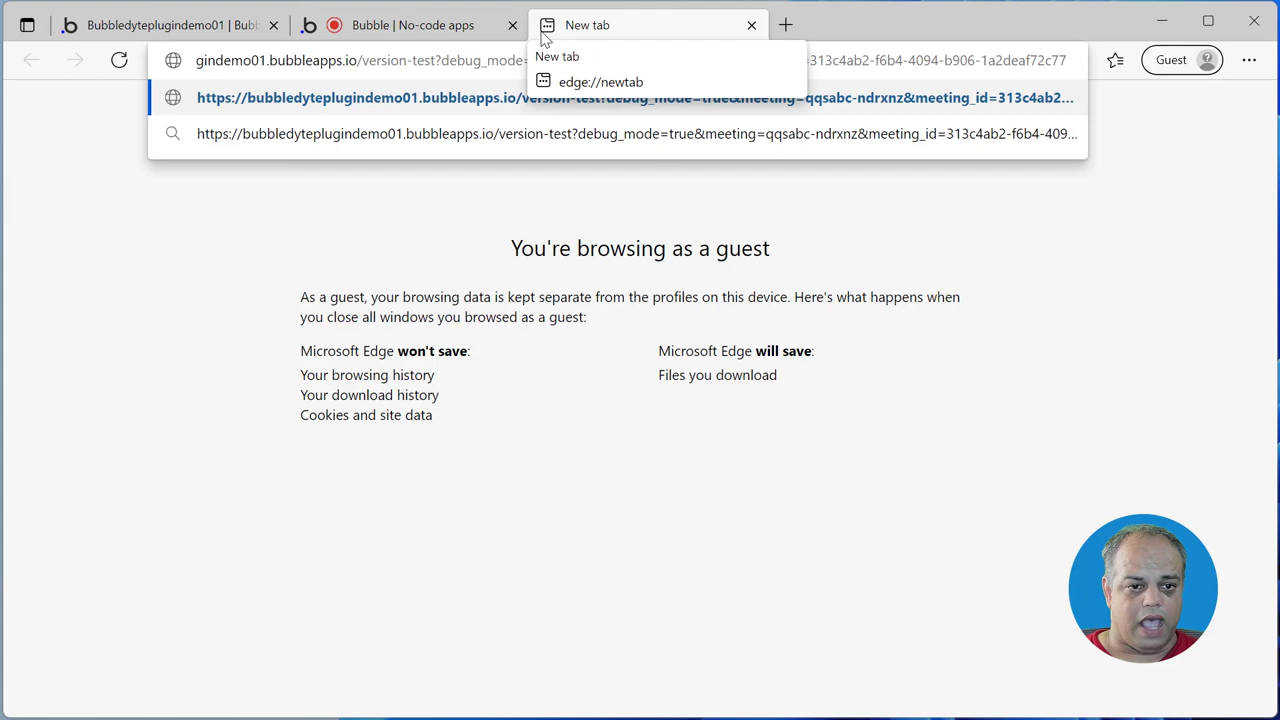 Bubbledyteplugindemo01 | Bubb
Bubble | No-code apps
New tab
gindemo01.bubbleapps.io/version-test?debug_mode=
=313c4ab2-f6b4-4094-b906-1a2deaf72c77
Guest
New tab
edge://newtab
https://bubbledyteplugindemo01.bubbleapps.io/version-test?debug_mode=true&meeting=qqsabc-ndrxnz&meeting_id=313c4ab2...
https://bubbledyteplugindemo01.bubbleapps.io/version-test?debug_mode=true&meeting=qqsabc-ndrxnz&meeting_id=313c4ab2-f6b4-409...
You're browsing as a guest
As a guest, your browsing data is kept separate from the profiles on this device. Here's what happens when
you close all windows you browsed as a guest:
Microsoft Edge won't save:
Your browsing history
Your download history
Cookies and site data
Microsoft Edge will save:
Files you download